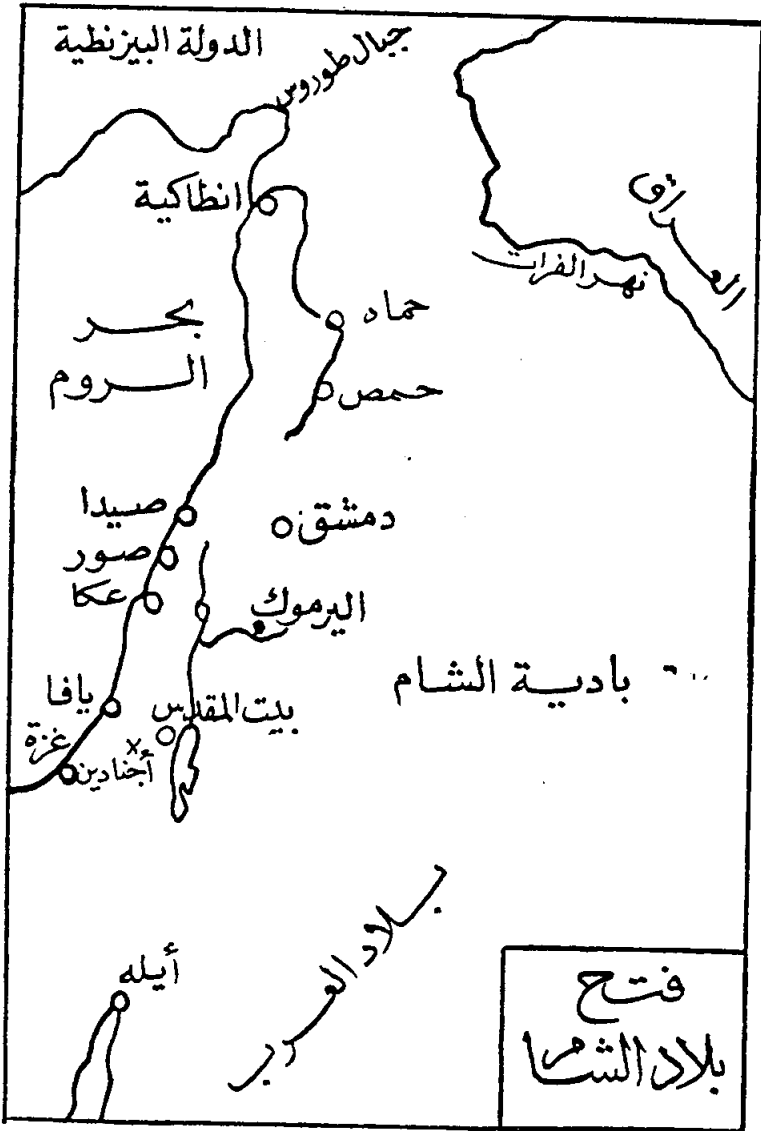 الدولة البيزنطية
جبال طوروس
انطاكية
العراق
نهر الفرات
حماد
بحر
الروم
حمص
صيدا
دمشق
صور
عكا
اليرموك
بادية الشام
يافا
بيت المقدس
غزة
أجنادين
بلاد العرب
أيله
فتح
بلاد الشام